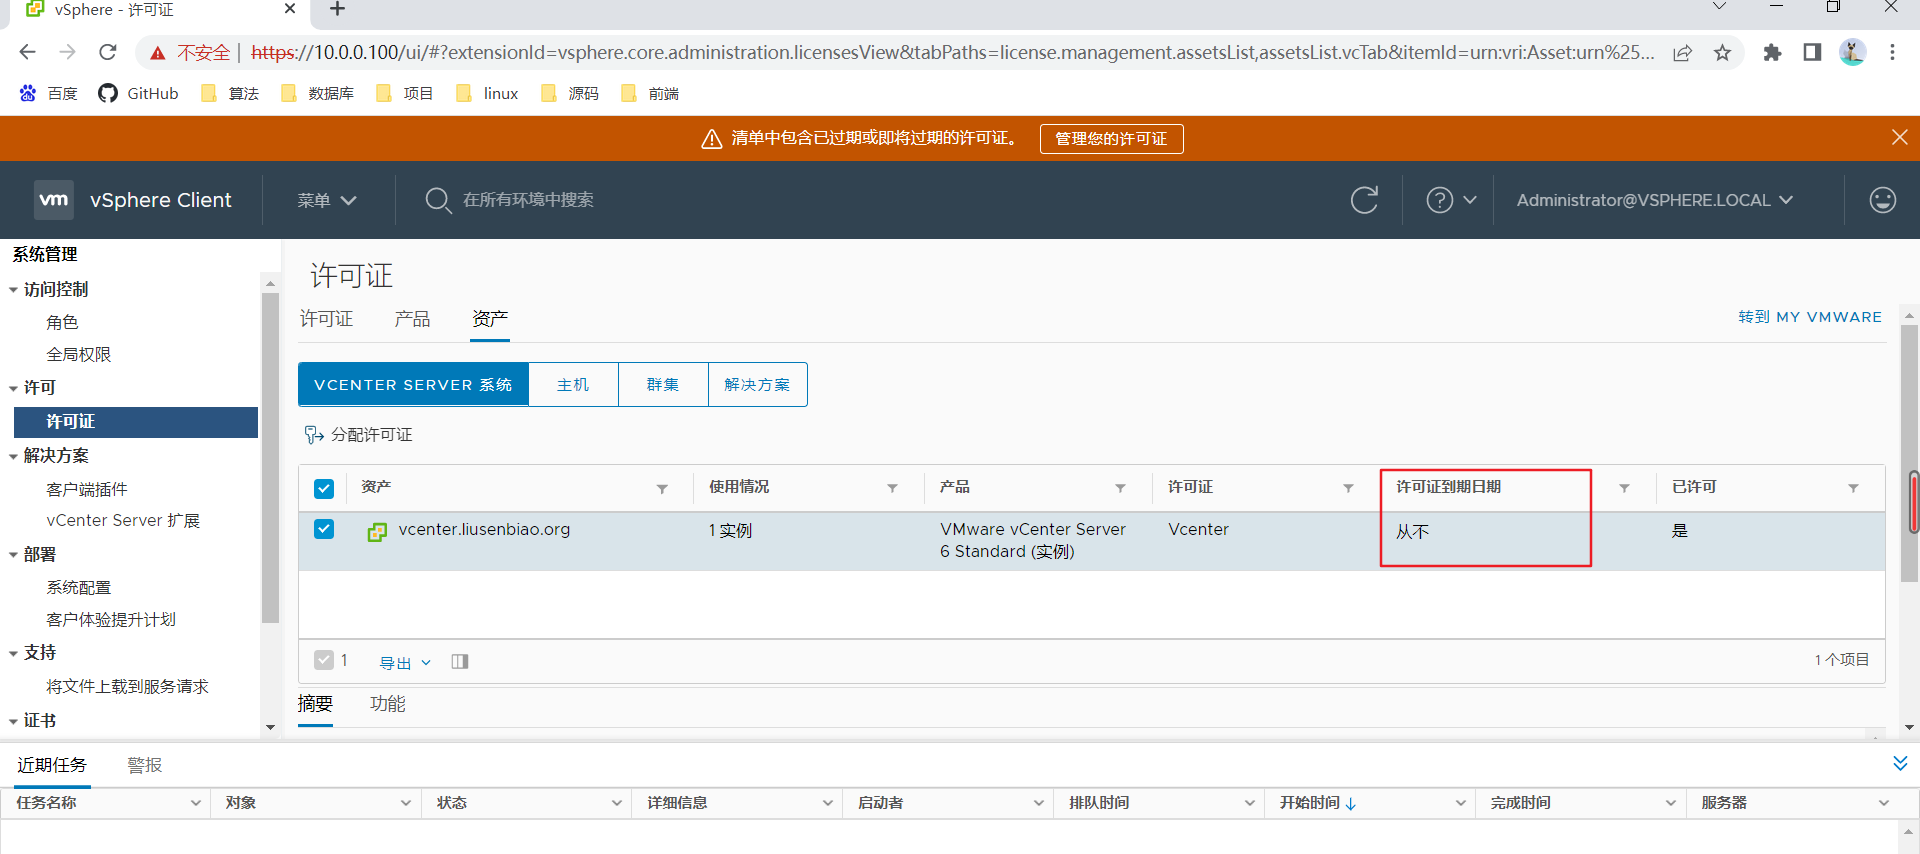 vSphere - 许可证
不安全 | https://10.0.0.100/ui/#?extensionId=vsphere.core.administration.licensesView&tabPaths=license.management.assetsList,assetsList.vcTab&itemId=urn:vri:Asset:urn%25...
百度 GitHub 算法 数据库 项目 linux 源码 前端
清单中包含已过期或即将过期的许可证。 管理您的许可证
vm vSphere Client 菜单 在所有环境中搜索 Administrator@VSPHERE.LOCAL
系统管理
访问控制
角色
全局权限
许可
许可证
解决方案
客户端插件
vCenter Server 扩展
部署
系统配置
客户体验提升计划
支持
将文件上载到服务请求
证书
许可证
许可证 产品 资产 转到 MY VMWARE
VCENTER SERVER 系统 主机 群集 解决方案
分配许可证
资产 使用情况 产品 许可证 许可证到期日期 已许可
vcenter.liusenbiao.org 1 实例 VMware vCenter Server Vcenter 从不 是
6 Standard (实例)
1 导出 1 个项目
摘要 功能
近期任务 警报
任务名称 对象 状态 详细信息 启动者 排队时间 开始时间 ↓ 完成时间 服务器